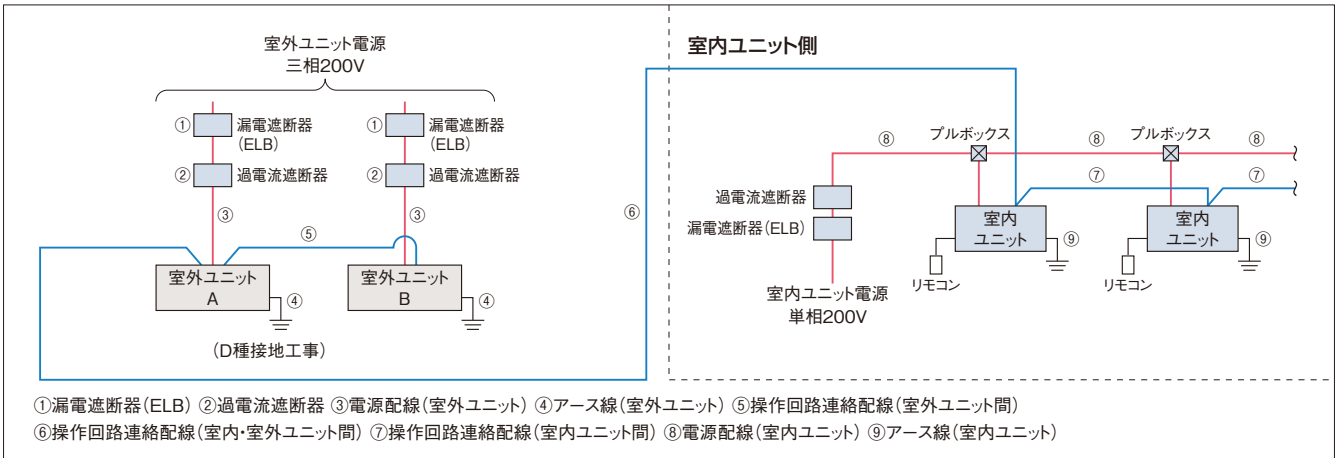 室外ユニット電源
三相200V
① 漏電遮断器
(ELB)
① 漏電遮断器
(ELB)
② 過電流遮断器
② 過電流遮断器
③
③
⑤
室外ユニット
A
④
室外ユニット
B
④
(D種接地工事)
⑥
室内ユニット側
⑧
プルボックス
⑧
プルボックス
⑧
過電流遮断器
漏電遮断器(ELB)
室内ユニット電源
単相200V
⑦
⑦
室内
ユニット
⑨
リモコン
室内
ユニット
⑨
リモコン
①漏電遮断器(ELB) ②過電流遮断器 ③電源配線(室外ユニット) ④アース線(室外ユニット) ⑤操作回路連絡配線(室外ユニット間)
⑥操作回路連絡配線(室内・室外ユニット間) ⑦操作回路連絡配線(室内ユニット間) ⑧電源配線(室内ユニット) ⑨アース線(室内ユニット)